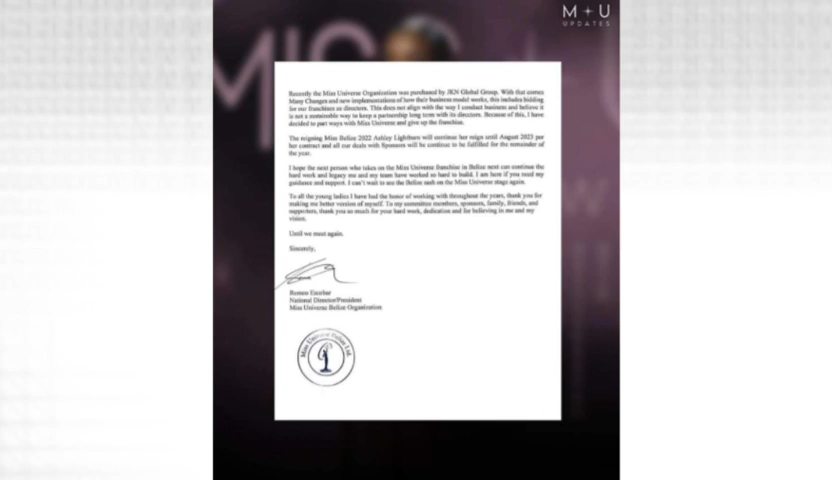 M+U
UPDATES
MISS
Recently the Miss Universe Organization was purchased by JKN Global Group. With that comes
Many Changes and new implementations of how their business model works, this includes bidding
for our franchises as directors. This does not align with the way I conduct business and believe it
is not a sustainable way to keep a partnership long term with its directors. Because of this, I have
decided to part ways with Miss Universe and give up the franchise.
The reigning Miss Belize 2022 Ashley Lightburn will continue her reign until August 2023 per
her contract and all our deals with Sponsors will be continue to be fulfilled for the remainder of
the year.
I hope the next person who takes on the Miss Universe franchise in Belize next can continue the
hard work and legacy me and my team have worked so hard to build. I am here if you need my
guidance and support. I can't wait to see the Belize sash on the Miss Universe stage again.
To all the young ladies I have had the honor of working with throughout the years, thank you for
making me better version of myself. To my committee members, sponsors, family, friends, and
supporters, thank you so much for your hard work, dedication and for believing in me and my
vision.
Until we meet again.
Sincerely,
Romeo Escobar
National Director/President
Miss Universe Belize Organization
Miss Universe Belize Ltd.